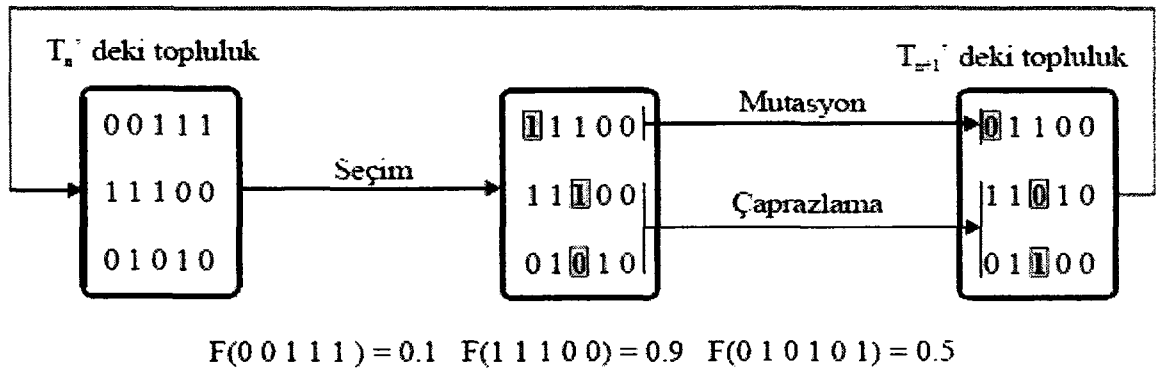 Tₙ' deki topluluk
Tₙ₊₁' deki topluluk
0 0 1 1 1
1 1 1 0 0
0 1 0 1 0
Seçim
1 1 1 0 0
1 1 1 0 0
0 1 0 1 0
Mutasyon
Çaprazlama
0 1 1 0 0
1 1 0 1 0
0 1 1 0 0
F(0 0 1 1 1 ) = 0.1 F(1 1 1 0 0) = 0.9 F(0 1 0 1 0 1) = 0.5